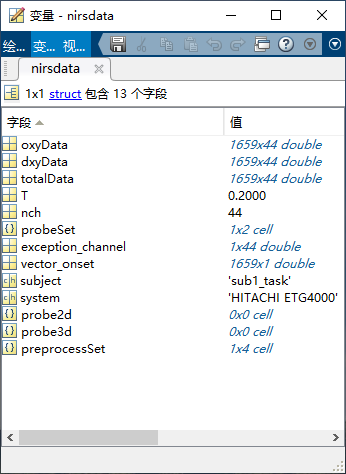 变量 - nirsdata
绘... 变... 视...
nirsdata
1x1 struct 包含 13 个字段
字段 值
oxyData 1659x44 double
dxyData 1659x44 double
totalData 1659x44 double
T 0.2000
nch 44
probeSet 1x2 cell
exception_channel 1x44 double
vector_onset 1659x1 double
subject 'sub1_task'
system 'HITACHI ETG4000'
probe2d 0x0 cell
probe3d 0x0 cell
preprocessSet 1x4 cell